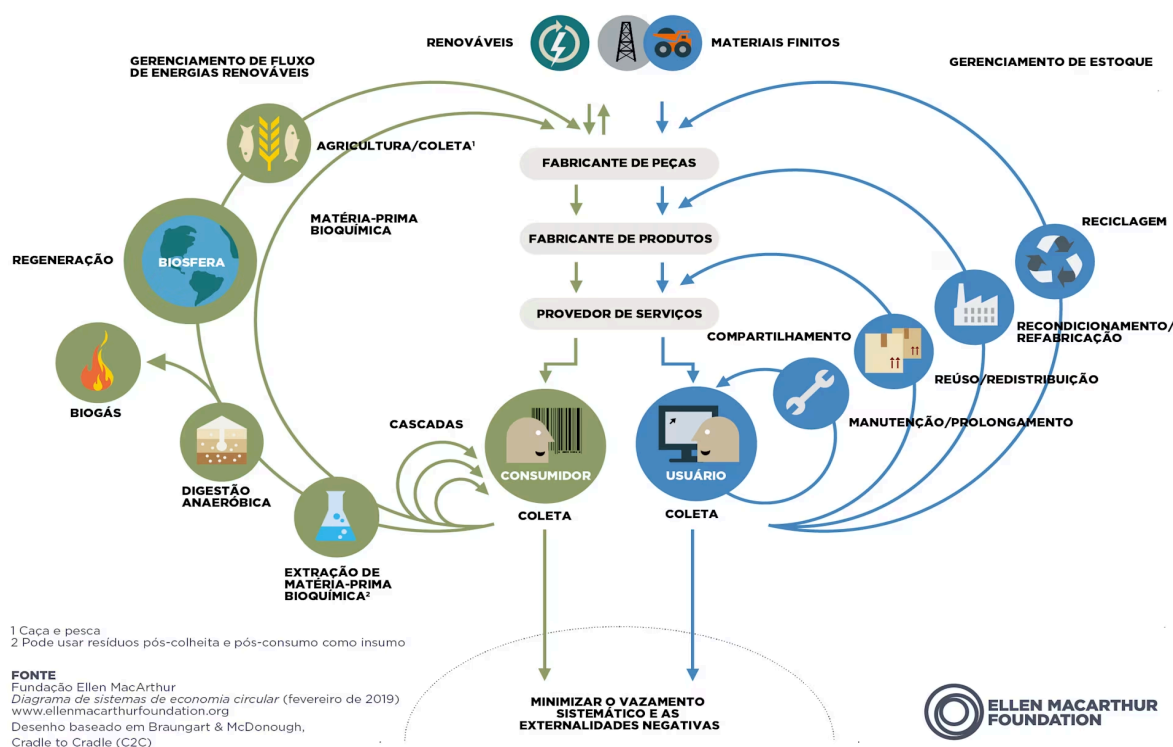 RENOVÁVEIS
MATERIAIS FINITOS
GERENCIAMENTO DE FLUXO
DE ENERGIAS RENOVÁVEIS
GERENCIAMENTO DE ESTOQUE
AGRICULTURA/COLETA¹
FABRICANTE DE PEÇAS
MATÉRIA-PRIMA
BIOQUÍMICA
RECICLAGEM
FABRICANTE DE PRODUTOS
REGENERAÇÃO
BIOSFERA
PROVEDOR DE SERVIÇOS
COMPARTILHAMENTO
RECONDICIONAMENTO/
REFABRICAÇÃO
REÚSO/REDISTRIBUIÇÃO
BIOGÁS
CASCADAS
MANUTENÇÃO/PROLONGAMENTO
CONSUMIDOR
USUÁRIO
DIGESTÃO
ANAERÓBICA
COLETA
COLETA
EXTRAÇÃO DE
MATÉRIA-PRIMA
BIOQUÍMICA²
1 Caça e pesca
2 Pode usar resíduos pós-colheita e pós-consumo como insumo
FONTE
Fundação Ellen MacArthur
Diagrama de sistemas de economia circular (fevereiro de 2019)
www.ellenmacarthurfoundation.org
Desenho baseado em Braungart & McDonough,
Cradle to Cradle (C2C)
MINIMIZAR O VAZAMENTO
SISTEMÁTICO E AS
EXTERNALIDADES NEGATIVAS
ELLEN MACARTHUR
FOUNDATION